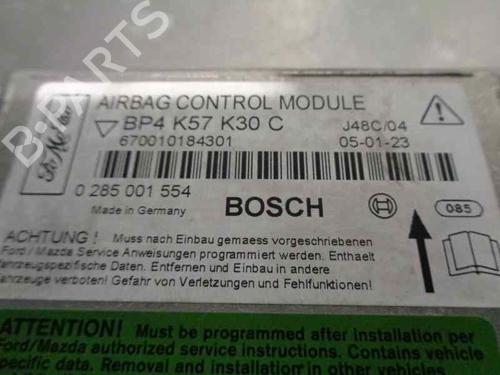 B-PARTS
AIRBAG CONTROL MODULE
BP4 K57 K30 C J48C/04
670010184301 05-01-23
0 285 001 554
Made in Germany BOSCH 085
ACHTUNG ! Muss nach Einbau gemaess vorgeschriebenen
Ford / Mazda Service Anweisungen programmiert werden. Enthaelt
fahrzeugspezifische Daten. Entfernen und Einbau in andere
ahrzeuge verboten! Gefahr von Verletzungen und Fehlfunktionen!
ATTENTION! Must be programmed after installation per
Ford/Mazda authorized service instructions. Contains vehicle
specific data. Removal and installation in other vehicles